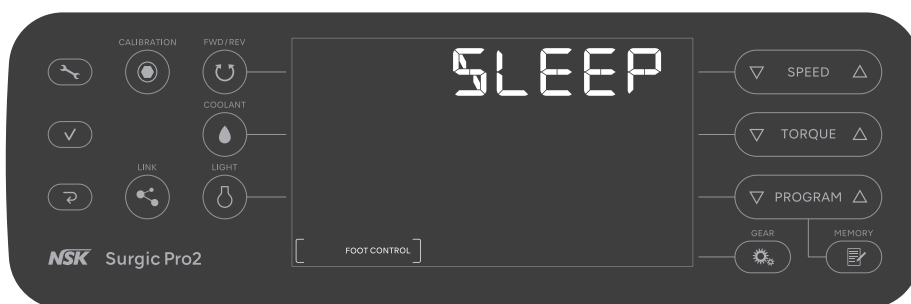 CALIBRATION FWD/REV
SLEEP
SPEED
COOLANT
TORQUE
LINK LIGHT
PROGRAM
GEAR MEMORY
FOOT CONTROL
NSK Surgic Pro2